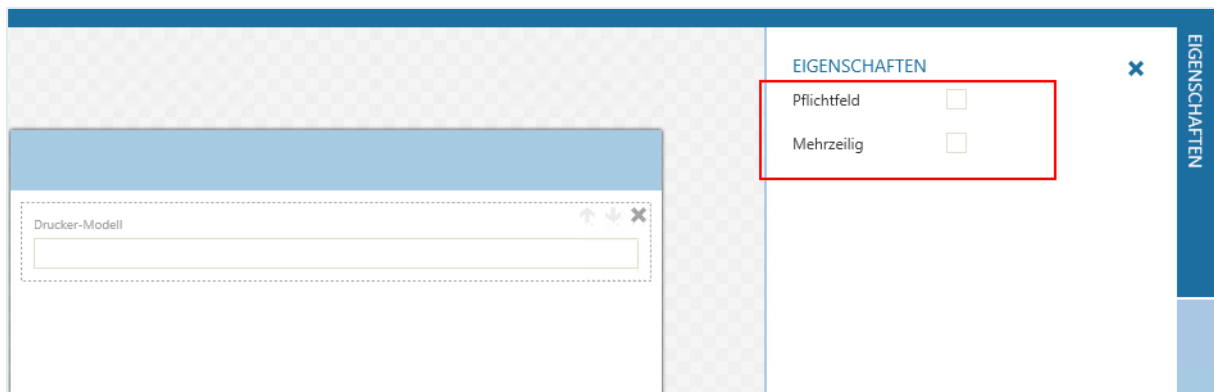 EIGENSCHAFTEN
Pflichtfeld
Mehrzeilig
EIGENSCHAFTEN
Drucker-Modell